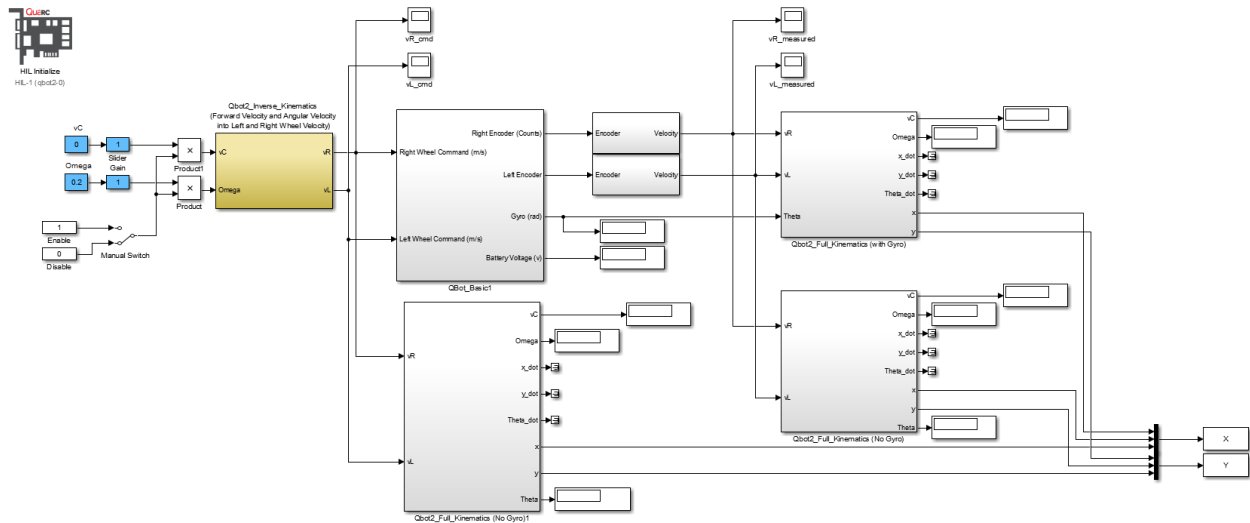 QUARC
HIL Initialize
HIL-1 (qbot2-0)
vR_cmd
vL_cmd
vR_measured
vL_measured
Qbot2_Inverse_Kinematics
(Forward Velocity and Angular Velocity
into Left and Right Wheel Velocity)
vC
0
1
Slider
Gain
Omega
0.2
1
×
Product1
×
Product
vC
Omega
vR
vL
1
Enable
0
Disable
Manual Switch
Right Wheel Command (m/s)
Left Wheel Command (m/s)
Right Encoder (Counts)
Left Encoder
Gyro (rad)
Battery Voltage (v)
QBot_Basic1
Encoder
Velocity
Encoder
Velocity
vR
vL
Theta
vC
Omega
x_dot
y_dot
Theta_dot
x
y
Qbot2_Full_Kinematics (with Gyro)
vR
vL
vC
Omega
x_dot
y_dot
Theta_dot
x
y
Theta
Qbot2_Full_Kinematics (No Gyro)
vR
vL
vC
Omega
x_dot
y_dot
Theta_dot
x
y
Theta
Qbot2_Full_Kinematics (No Gyro)1
X
Y